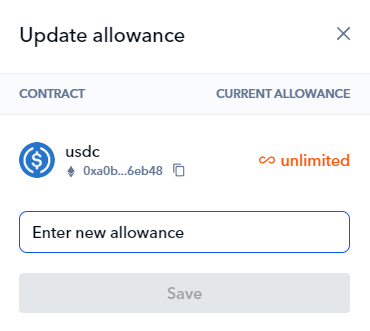 Update allowance
CONTRACT CURRENT ALLOWANCE
usdc
0xa0b...6eb48
∞ unlimited
Enter new allowance
Save